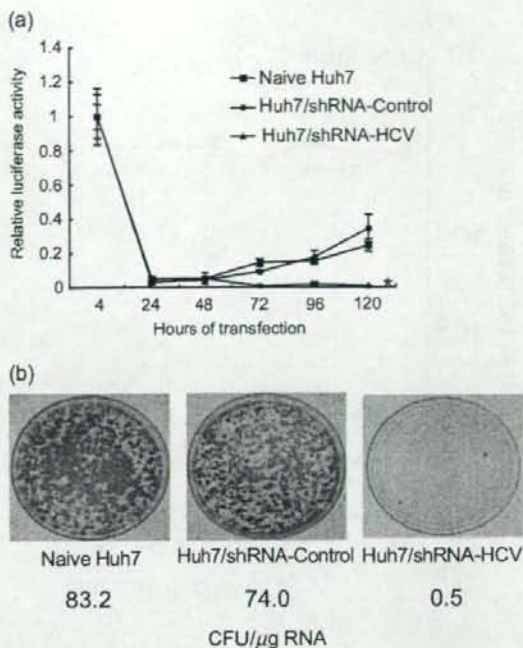 (a)
1.4
1.2
1
0.8
0.6
0.4
0.2
0
Relative luciferase activity
Naive Huh7
Huh7/shRNA-Control
Huh7/shRNA-HCV
*
4 24 48 72 96 120
Hours of transfection
(b)
Naive Huh7 Huh7/shRNA-Control Huh7/shRNA-HCV
83.2 74.0 0.5
CFU/μg RNA